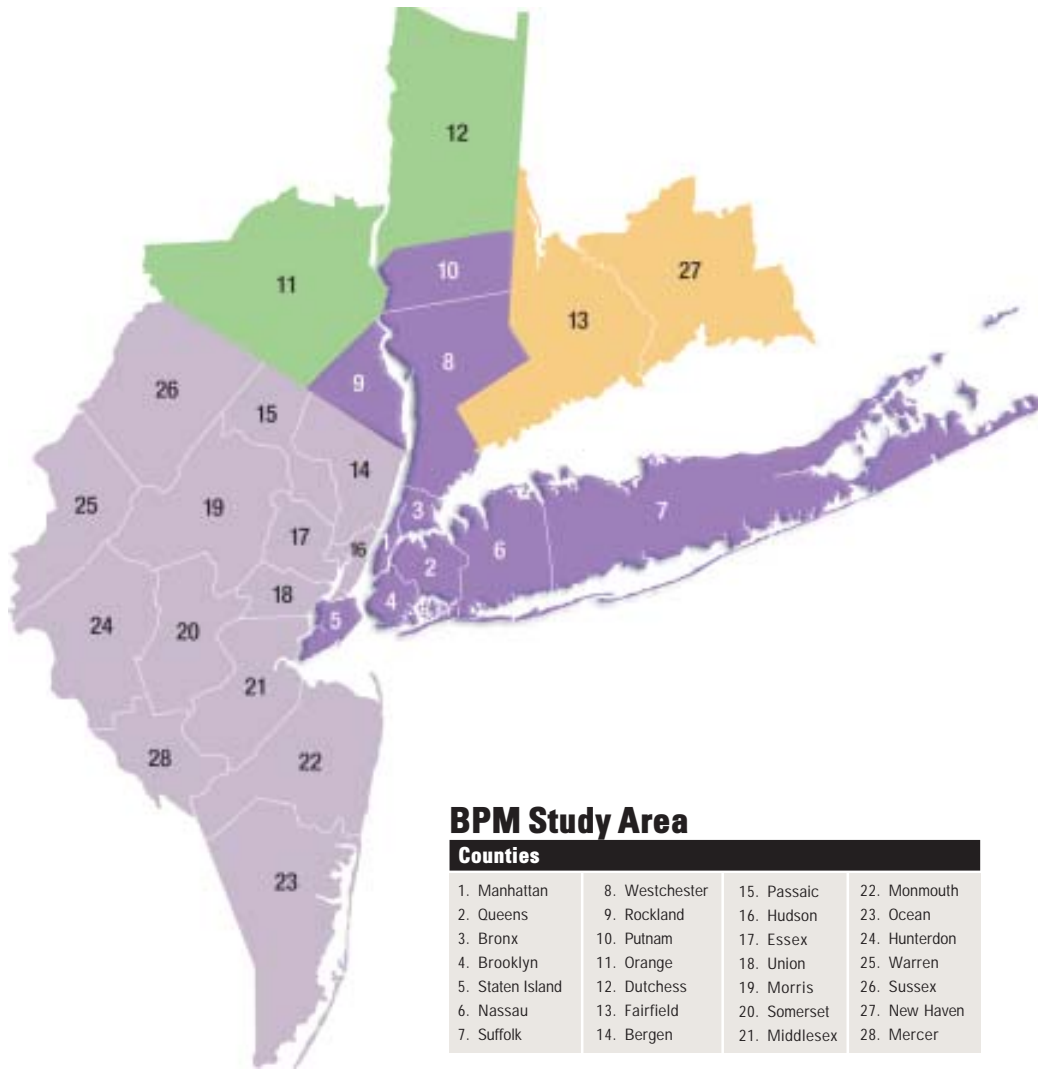 12
11
10
27
13
8
9
26
15
14
25
19
3
7
17
16
6
2
18
4
5
24
20
21
28
22
23
BPM Study Area
Counties
1. Manhattan
2. Queens
3. Bronx
4. Brooklyn
5. Staten Island
6. Nassau
7. Suffolk
8. Westchester
9. Rockland
10. Putnam
11. Orange
12. Dutchess
13. Fairfield
14. Bergen
15. Passaic
16. Hudson
17. Essex
18. Union
19. Morris
20. Somerset
21. Middlesex
22. Monmouth
23. Ocean
24. Hunterdon
25. Warren
26. Sussex
27. New Haven
28. Mercer